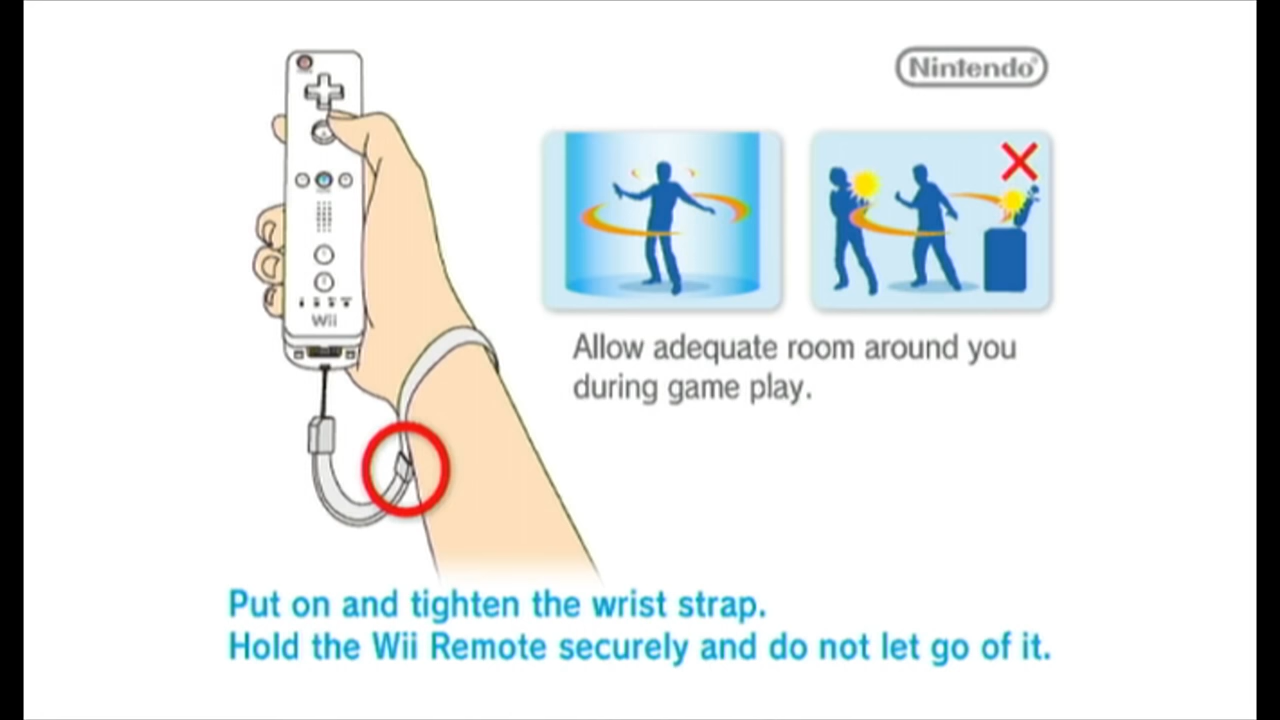 Nintendo
Wii
Allow adequate room around you
during game play.
Put on and tighten the wrist strap.
Hold the Wii Remote securely and do not let go of it.